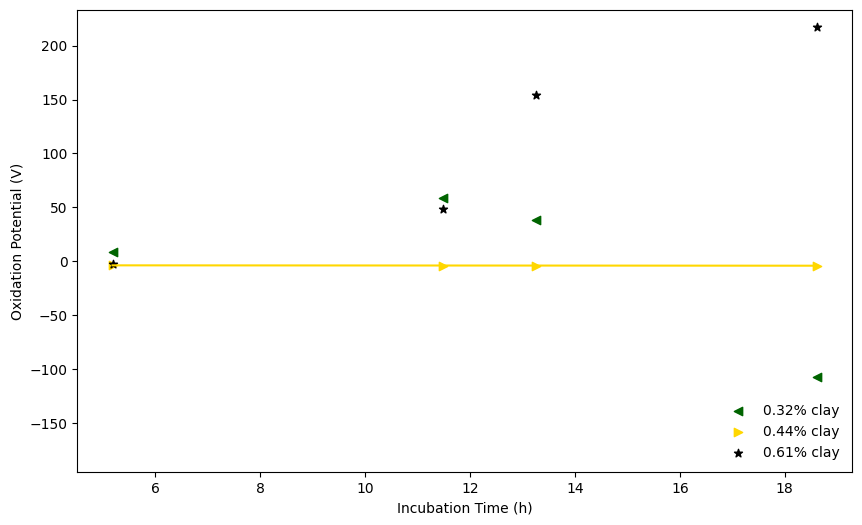 200
150
100
50
0
−50
−100
−150
Oxidation Potential (V)
6 8 10 12 14 16 18
Incubation Time (h)
0.32% clay
0.44% clay
0.61% clay